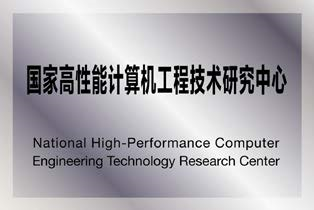 国家高性能计算机工程技术研究中心
National High-Performance Computer
Engineering Technology Research Center